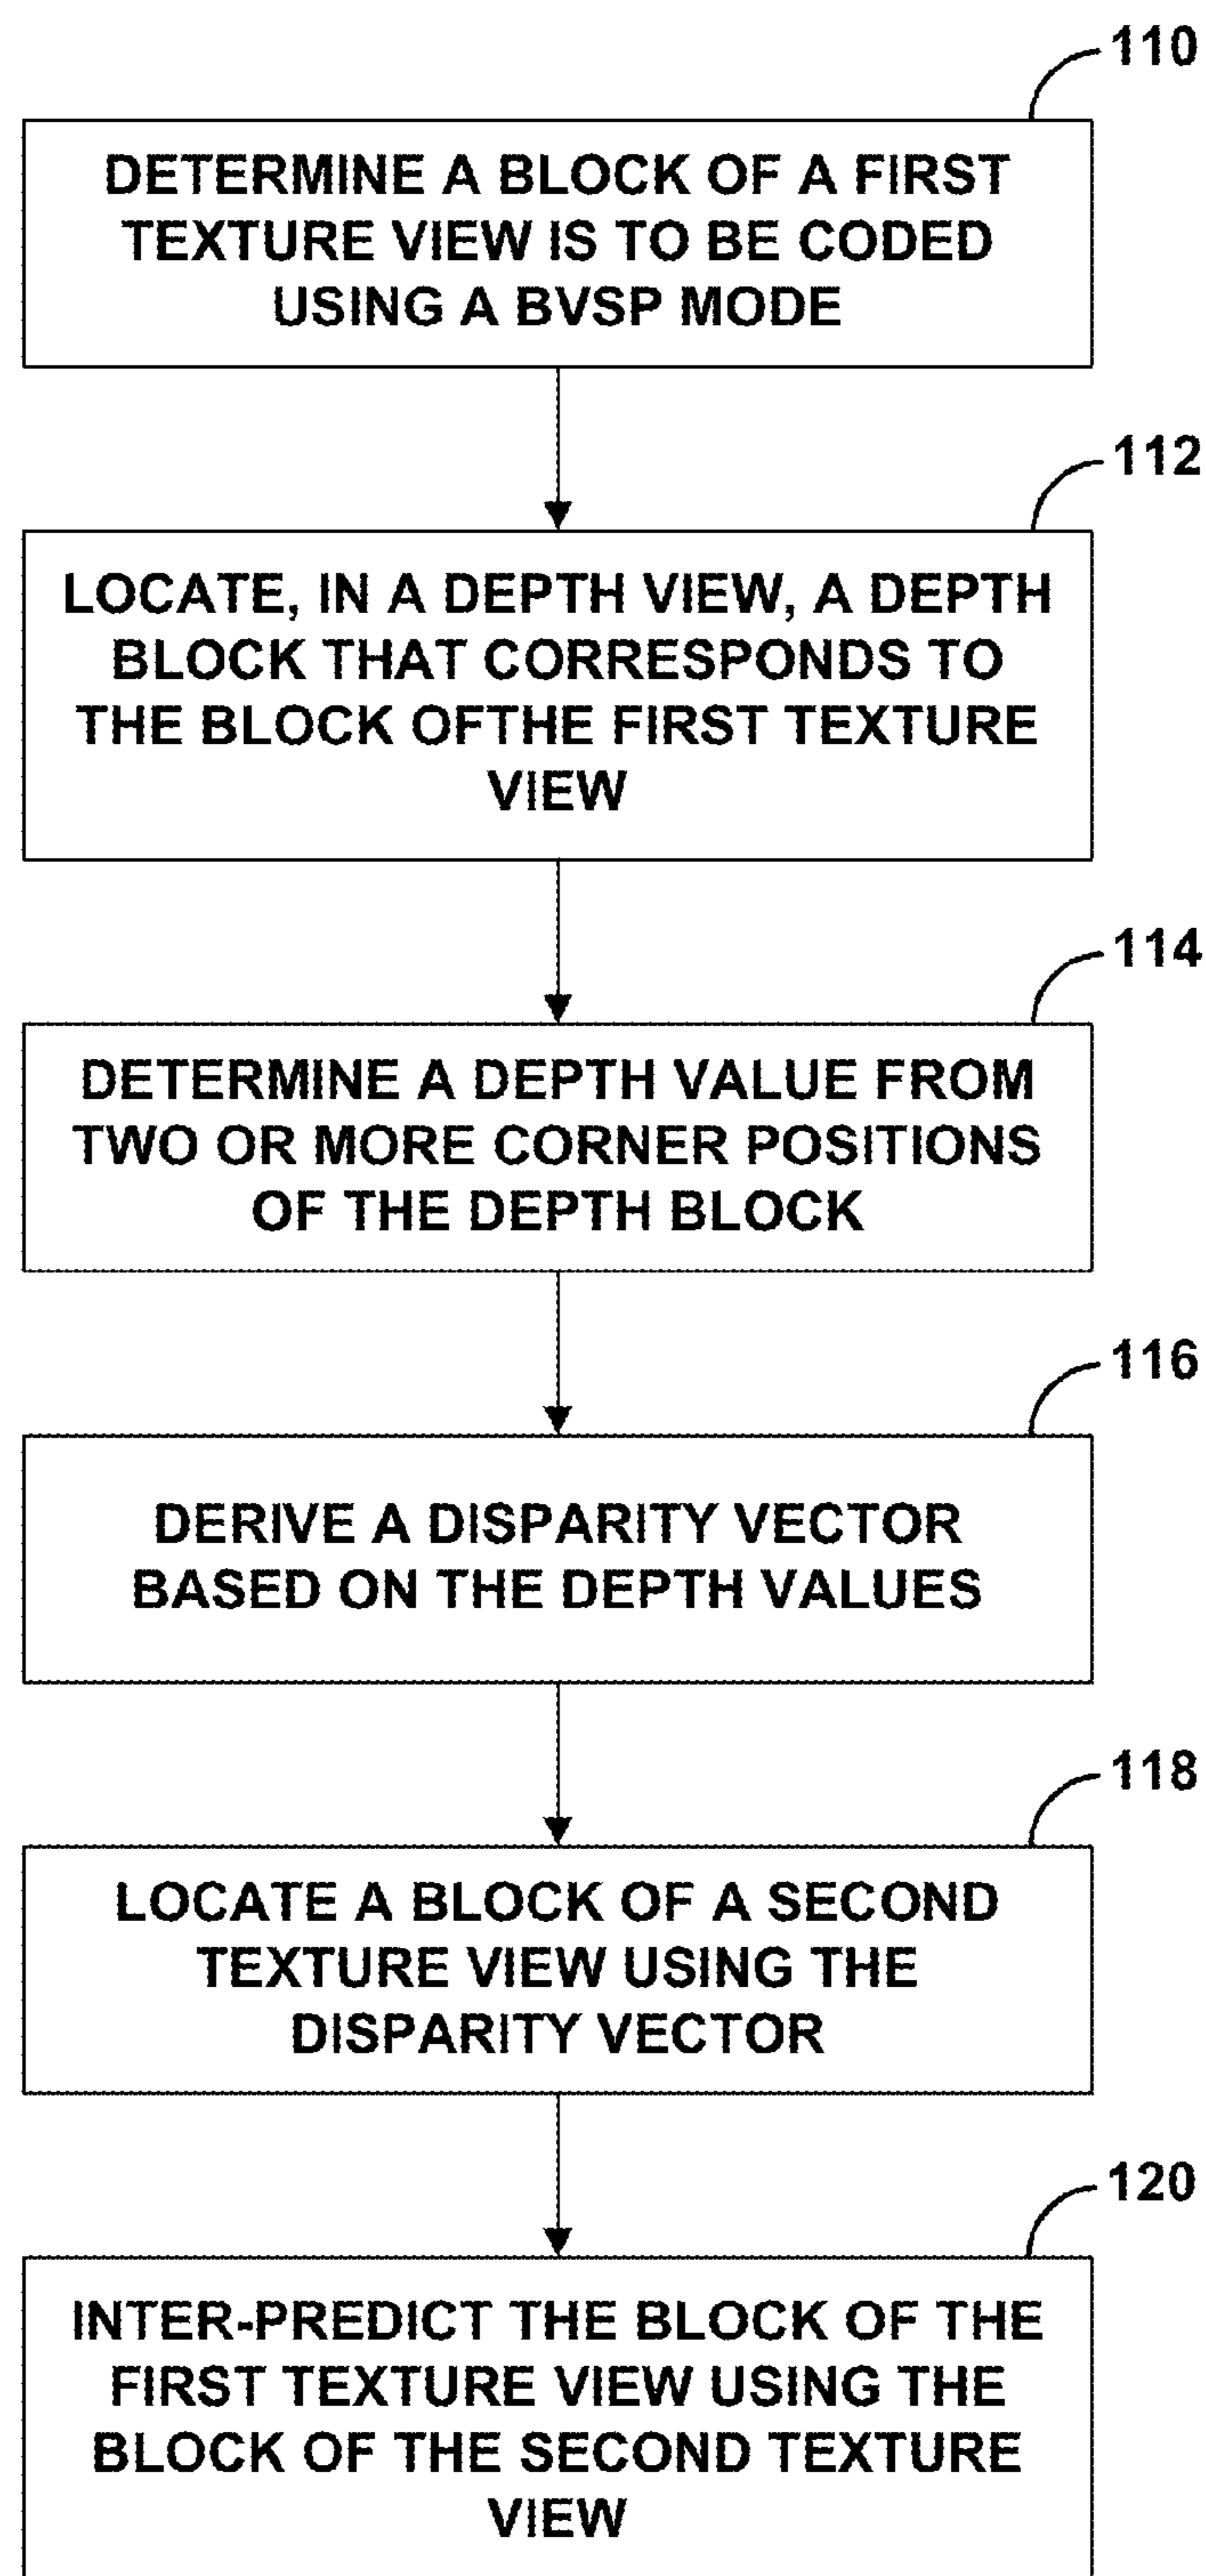 110
DETERMINE A BLOCK OF A FIRST
TEXTURE VIEW IS TO BE CODED
USING A BVSP MODE
112
LOCATE, IN A DEPTH VIEW, A DEPTH
BLOCK THAT CORRESPONDS TO
THE BLOCK OFTHE FIRST TEXTURE
VIEW
114
DETERMINE A DEPTH VALUE FROM
TWO OR MORE CORNER POSITIONS
OF THE DEPTH BLOCK
116
DERIVE A DISPARITY VECTOR
BASED ON THE DEPTH VALUES
118
LOCATE A BLOCK OF A SECOND
TEXTURE VIEW USING THE
DISPARITY VECTOR
120
INTER-PREDICT THE BLOCK OF THE
FIRST TEXTURE VIEW USING THE
BLOCK OF THE SECOND TEXTURE
VIEW